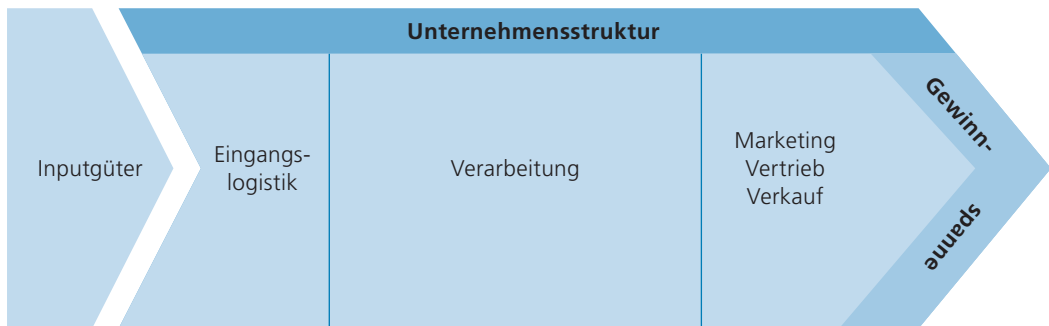 Unternehmensstruktur
Inputgüter
Eingangs-
logistik
Verarbeitung
Marketing
Vertrieb
Verkauf
Gewinn-
spanne